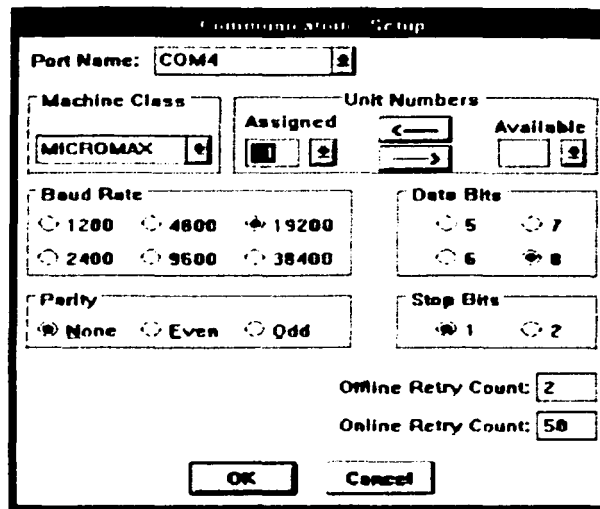 Communication Setup
Port Name: COM4
Machine Class
MICROMAX
Unit Numbers
Assigned
<----
---->
Available
Baud Rate
1200 4800 19200
2400 9600 38400
Data Bits
5 7
6 8
Parity
None Even Odd
Stop Bits
1 2
Offline Retry Count: 2
Online Retry Count: 50
OK Cancel